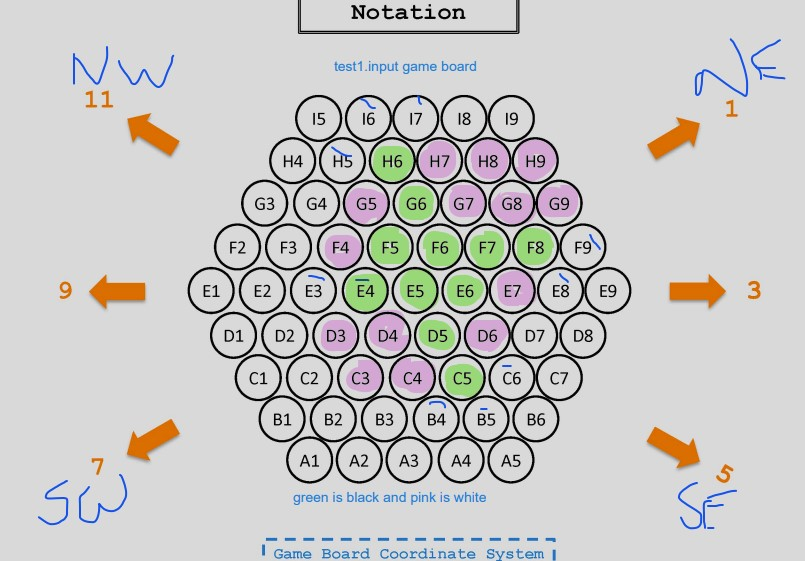 Notation
NW
NE
test1.input game board
11
1
I5 I6 I7 I8 I9
H4 H5 H6 H7 H8 H9
G3 G4 G5 G6 G7 G8 G9
F2 F3 F4 F5 F6 F7 F8 F9
9
E1 E2 E3 E4 E5 E6 E7 E8 E9
3
D1 D2 D3 D4 D5 D6 D7 D8
C1 C2 C3 C4 C5 C6 C7
B1 B2 B3 B4 B5 B6
A1 A2 A3 A4 A5
7
5
SW
SE
green is black and pink is white
Game Board Coordinate System